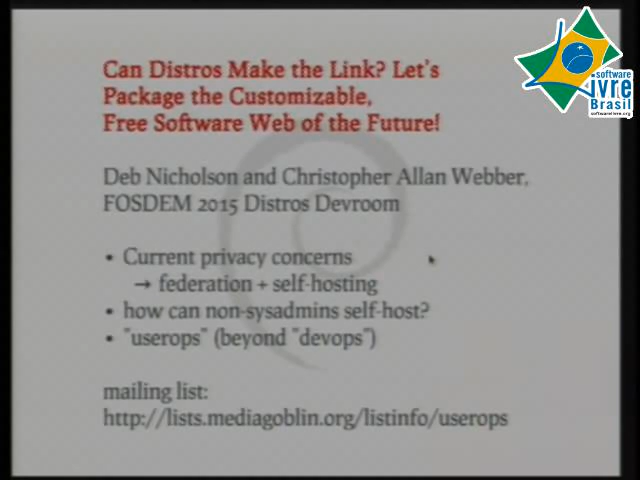 Can Distros Make the Link? Let's
Package the Customizable,
Free Software Web of the Future!
Deb Nicholson and Christopher Allan Webber,
FOSDEM 2015 Distros Devroom
• Current privacy concerns
→ federation + self-hosting
• how can non-sysadmins self-host?
• "userops" (beyond "devops")
mailing list:
http://lists.mediagoblin.org/listinfo/userops
software
livre
Brasil
softwarelivre.org